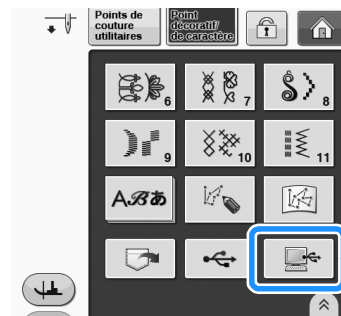 Points de
couture
utilitaires
Point
décoratif/
de caractère
6
7
8
9
10
11
Aℬあ